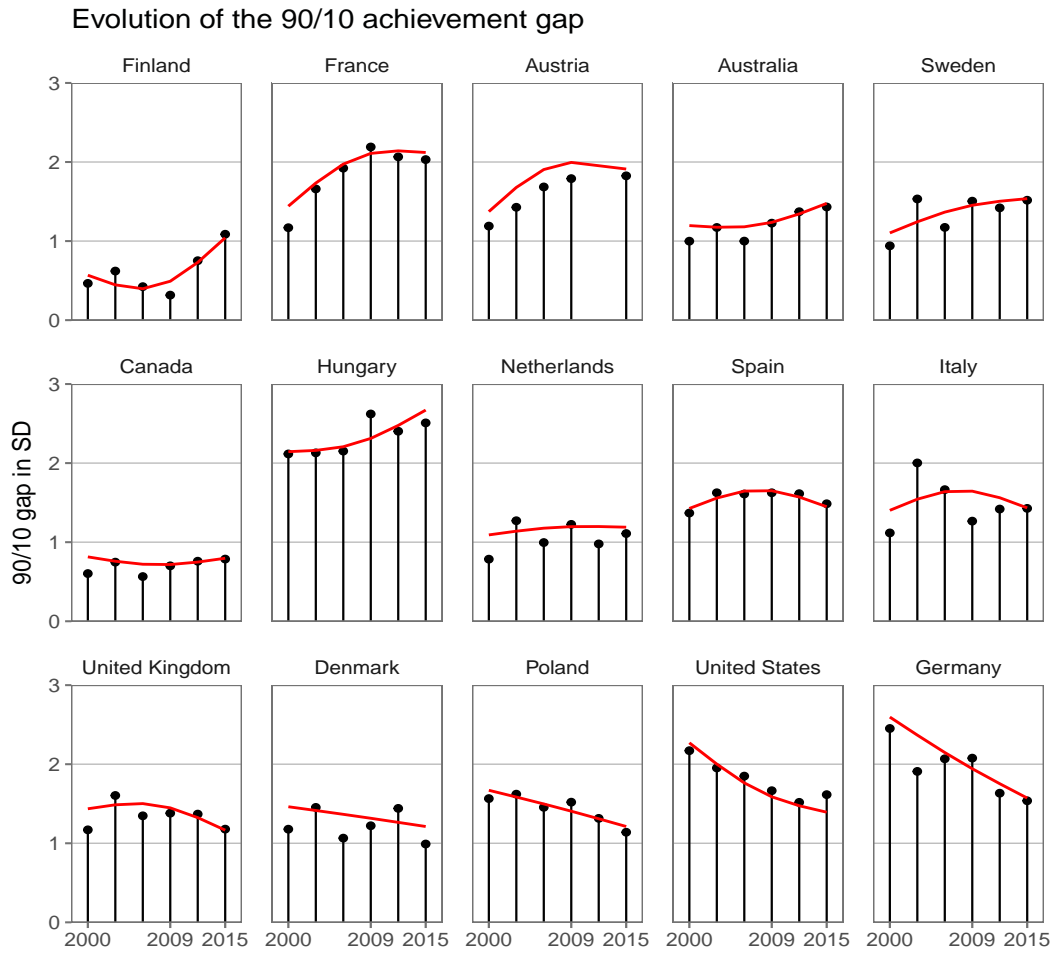 Evolution of the 90/10 achievement gap
Finland France Austria Australia Sweden
3
2
1
0
Canada Hungary Netherlands Spain Italy
3
2
1
0
90/10 gap in SD
United Kingdom Denmark Poland United States Germany
3
2
1
0
2000 2009 2015 2000 2009 2015 2000 2009 2015 2000 2009 2015 2000 2009 2015